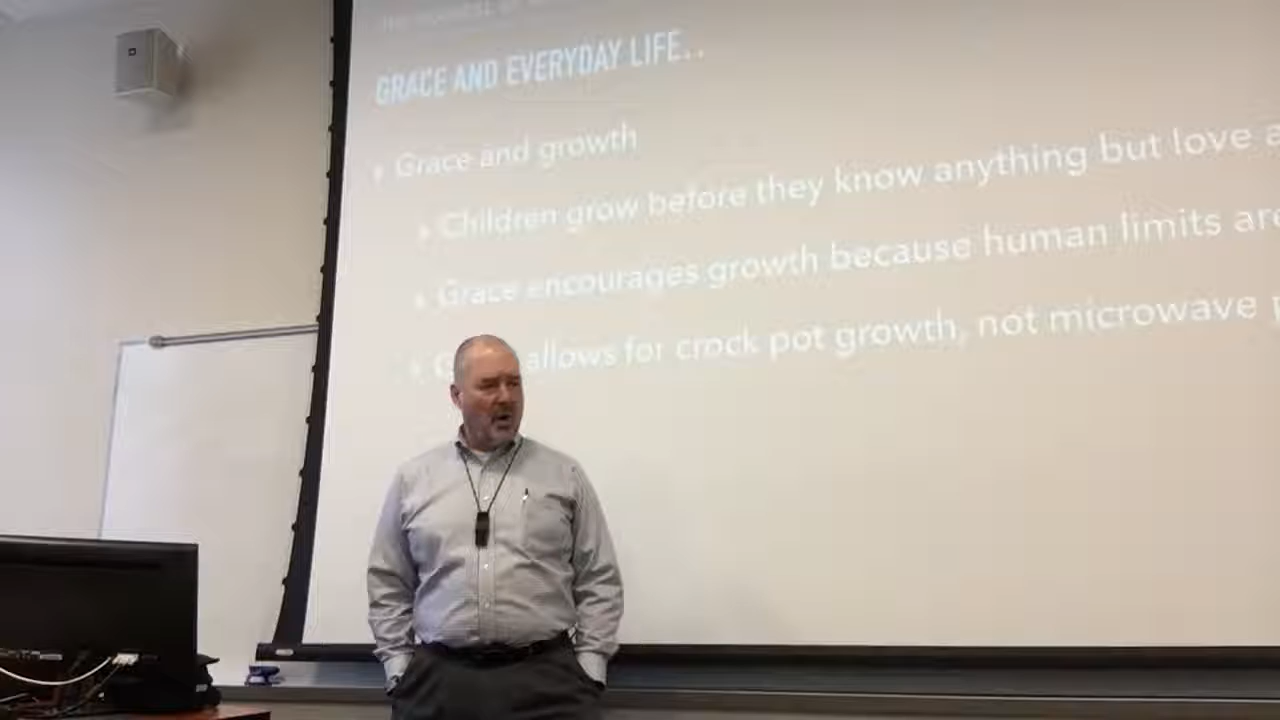 GRACE AND EVERYDAY LIFE..
Grace and growth
Children grow before they know anything but love
Grace encourages growth because human limits
allows for crock pot growth, not microwave